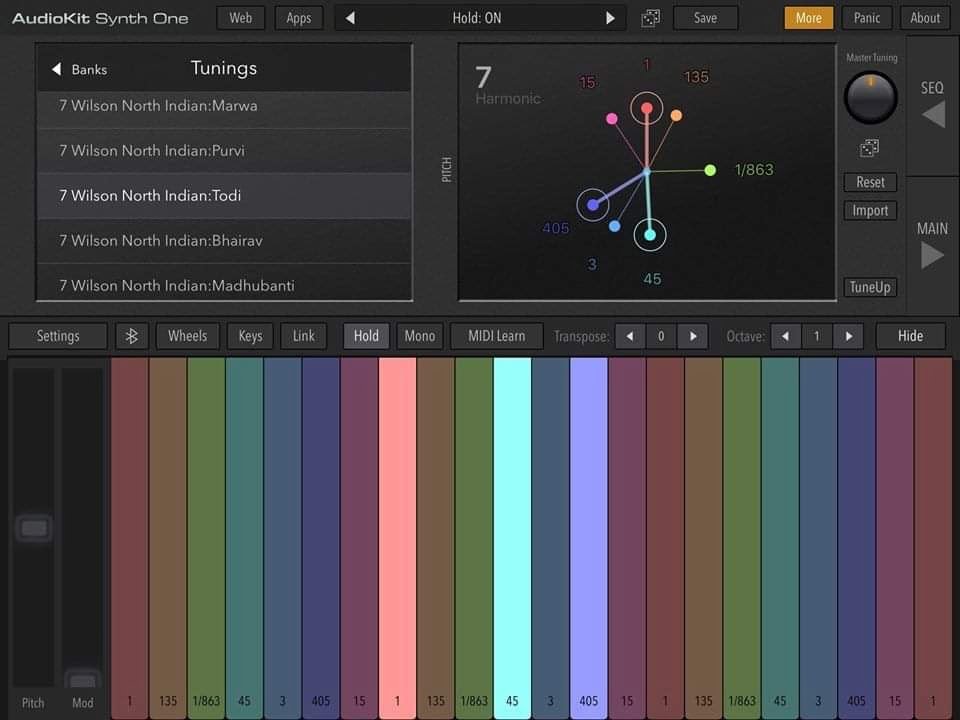 AudioKit Synth One
Web
Apps
Hold: ON
Save
More
Panic
About
Banks
Tunings
7 Wilson North Indian:Marwa
7 Wilson North Indian:Purvi
7 Wilson North Indian:Todi
7 Wilson North Indian:Bhairav
7 Wilson North Indian:Madhubanti
PITCH
7
Harmonic
1
15
135
1/863
405
3
45
Master Tuning
Reset
Import
TuneUp
SEQ
MAIN
Settings
Wheels
Keys
Link
Hold
Mono
MIDI Learn
Transpose:
0
Octave:
1
Hide
Pitch
Mod
1 135 1/863 45 3 405 15 1 135 1/863 45 3 405 15 1 135 1/863 45 3 405 15 1